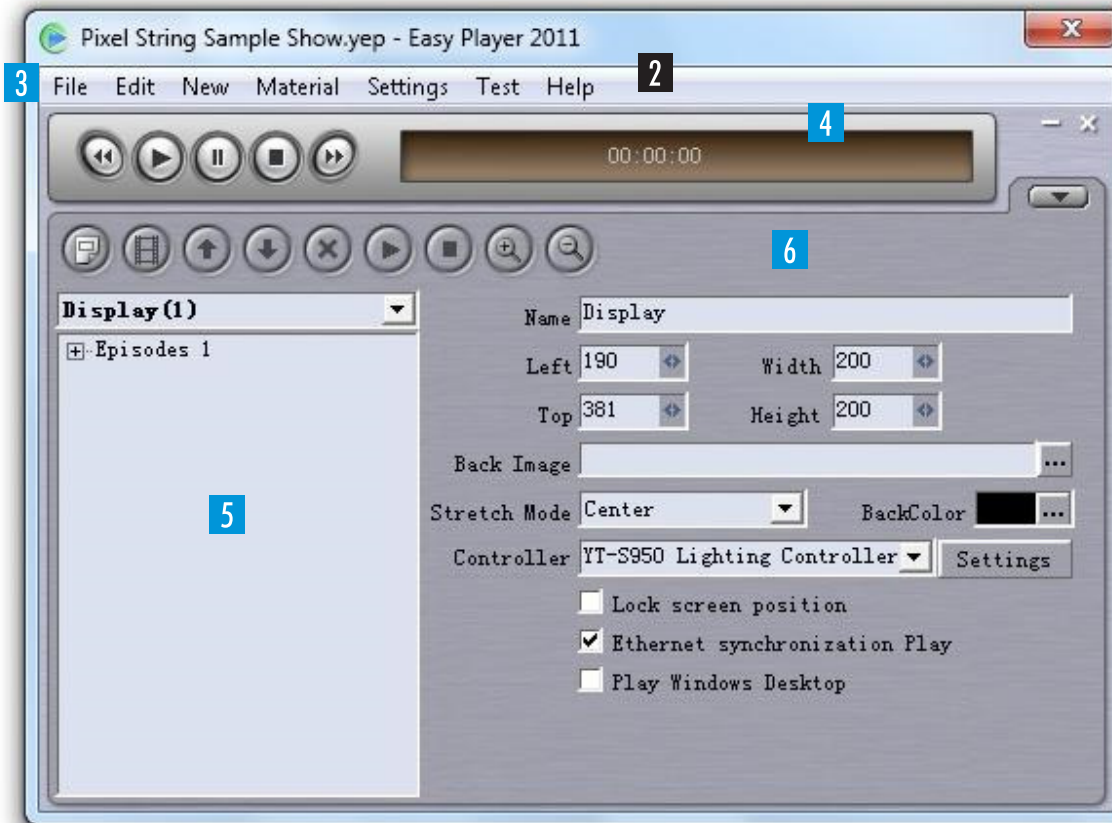 Pixel String Sample Show.yep - Easy Player 2011
X
2
3 File Edit New Material Settings Test Help
4
00:00:00
6
Display(1)
Episodes 1
5
Name Display
Left 190 Width 200
Top 381 Height 200
Back Image ...
Stretch Mode Center BackColor ...
Controller YT-S950 Lighting Controller Settings
Lock screen position
Ethernet synchronization Play
Play Windows Desktop